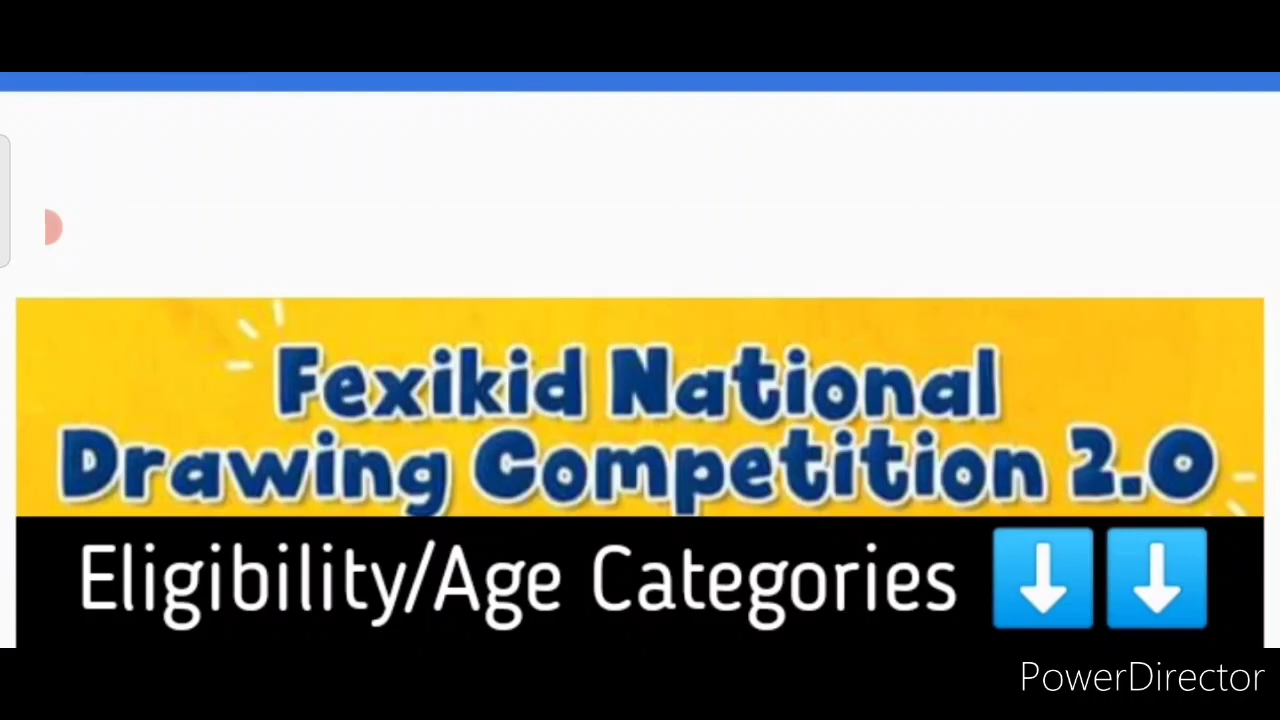 Fexikid National
Drawing Competition 2.0
Eligibility/Age Categories ⬇️⬇️
PowerDirector